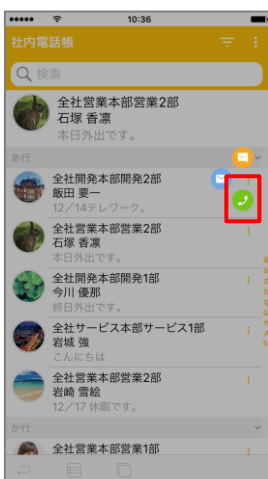 10:36
社内電話帳
検索
全社営業本部営業2部
石塚 香凛
本日外出です。
あ行
全社開発本部開発2部
飯田 要一
12／14テレワーク。
全社営業本部営業2部
石塚 香凛
本日外出です。
全社開発本部開発1部
今川 優那
終日外出です。
全社サービス本部サービス1部
岩城 強
こんにちは
全社営業本部営業2部
岩崎 雪絵
12／17 休暇です。
か行
全社営業本部営業1部